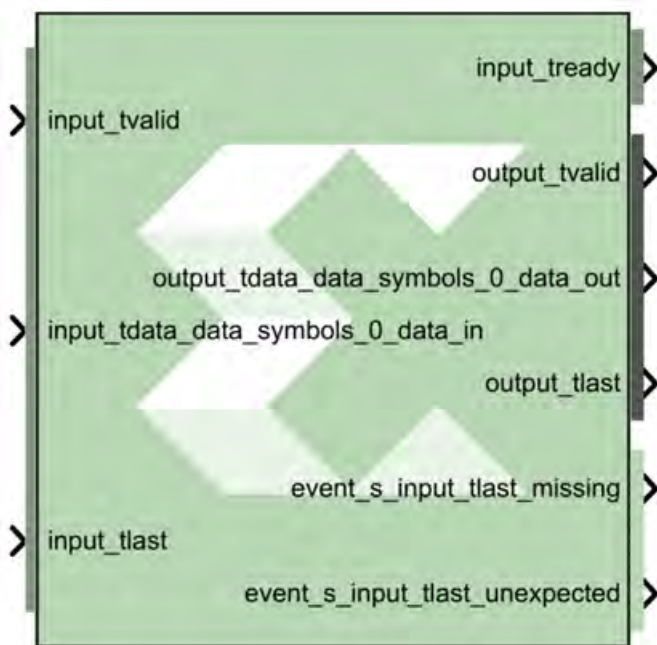 input_tready
input_tvalid
output_tvalid
output_tdata_data_symbols_0_data_out
input_tdata_data_symbols_0_data_in
output_tlast
event_s_input_tlast_missing
input_tlast
event_s_input_tlast_unexpected